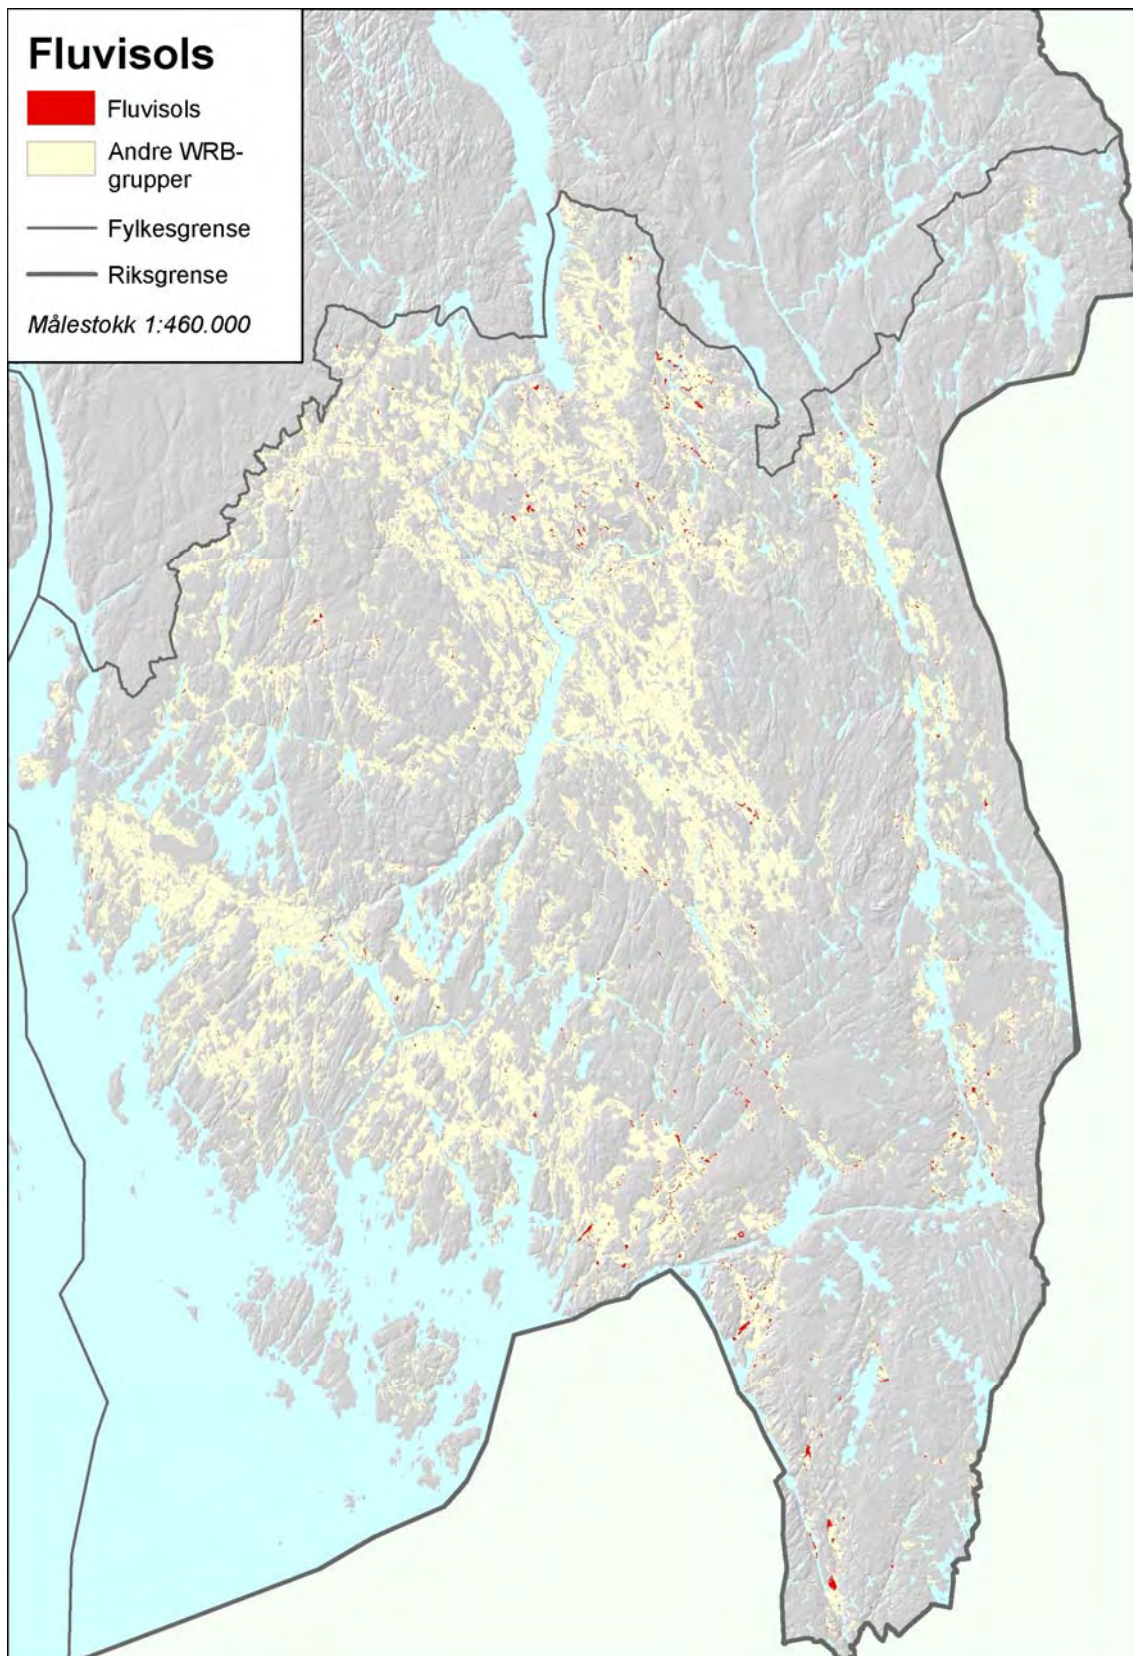 Fluvisols
Fluvisols
Andre WRB-
grupper
Fylkesgrense
Riksgrense
Målestokk 1:460.000